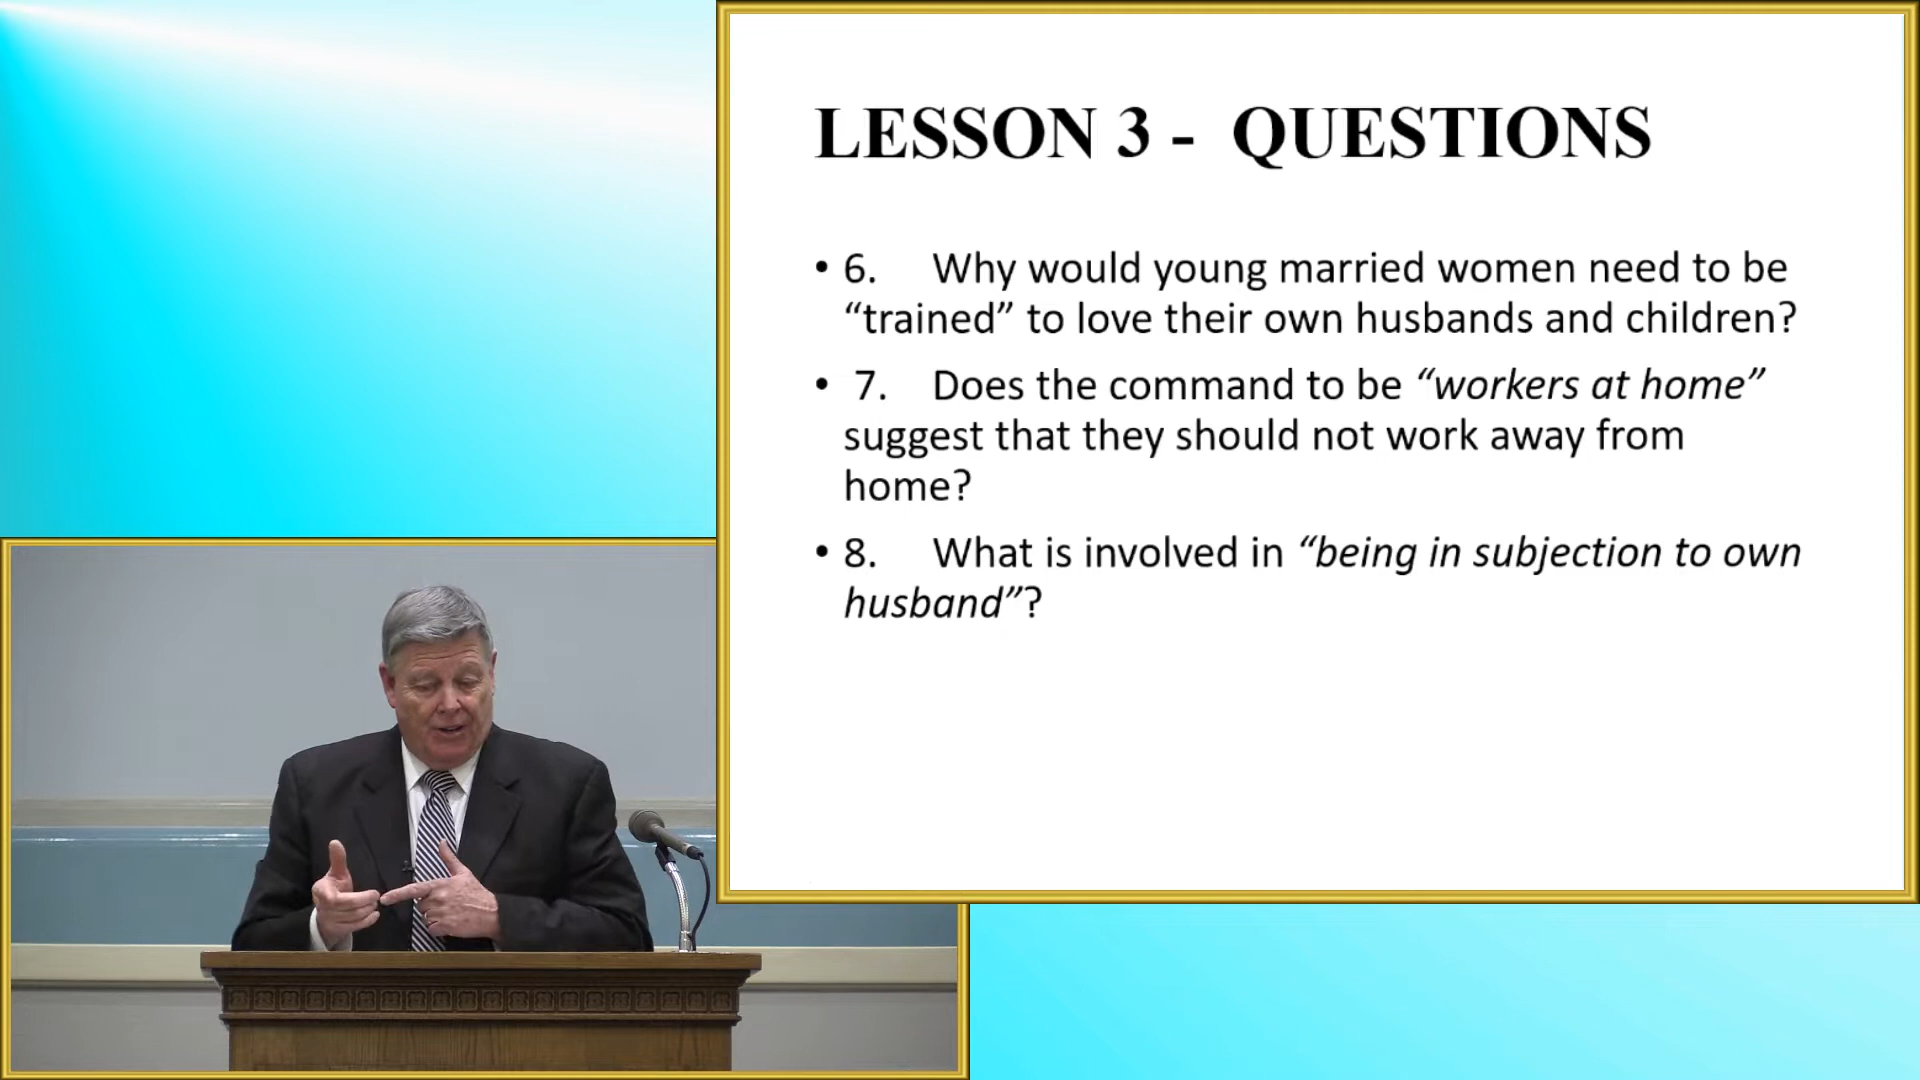 LESSON 3 - QUESTIONS
• 6. Why would young married women need to be
“trained” to love their own husbands and children?
• 7. Does the command to be “workers at home”
suggest that they should not work away from
home?
• 8. What is involved in “being in subjection to own
husband”?